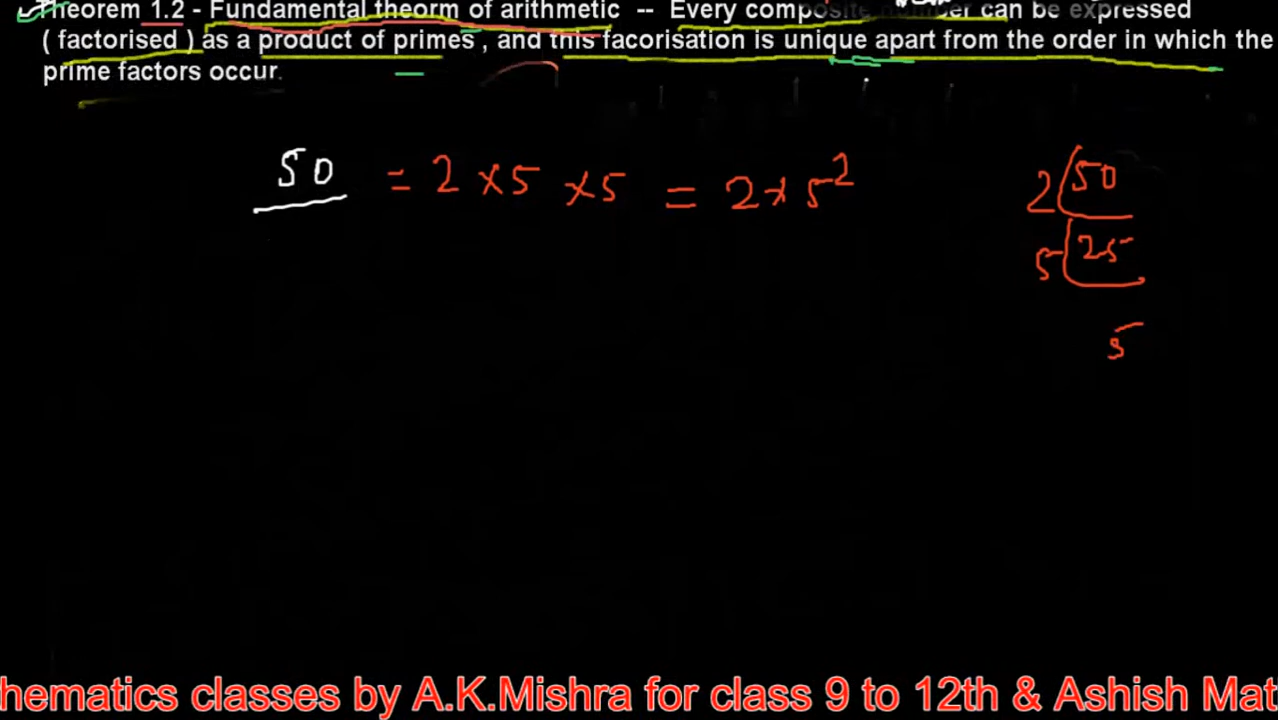 Theorem 1.2 - Fundamental theorm of arithmetic -- Every composite number can be expressed
( factorised ) as a product of primes , and this facorisation is unique apart from the order in which the
prime factors occur.
50 = 2 × 5 × 5 = 2 × 5²
2 50
5 25
5
hematics classes by A.K.Mishra for class 9 to 12th & Ashish Mat